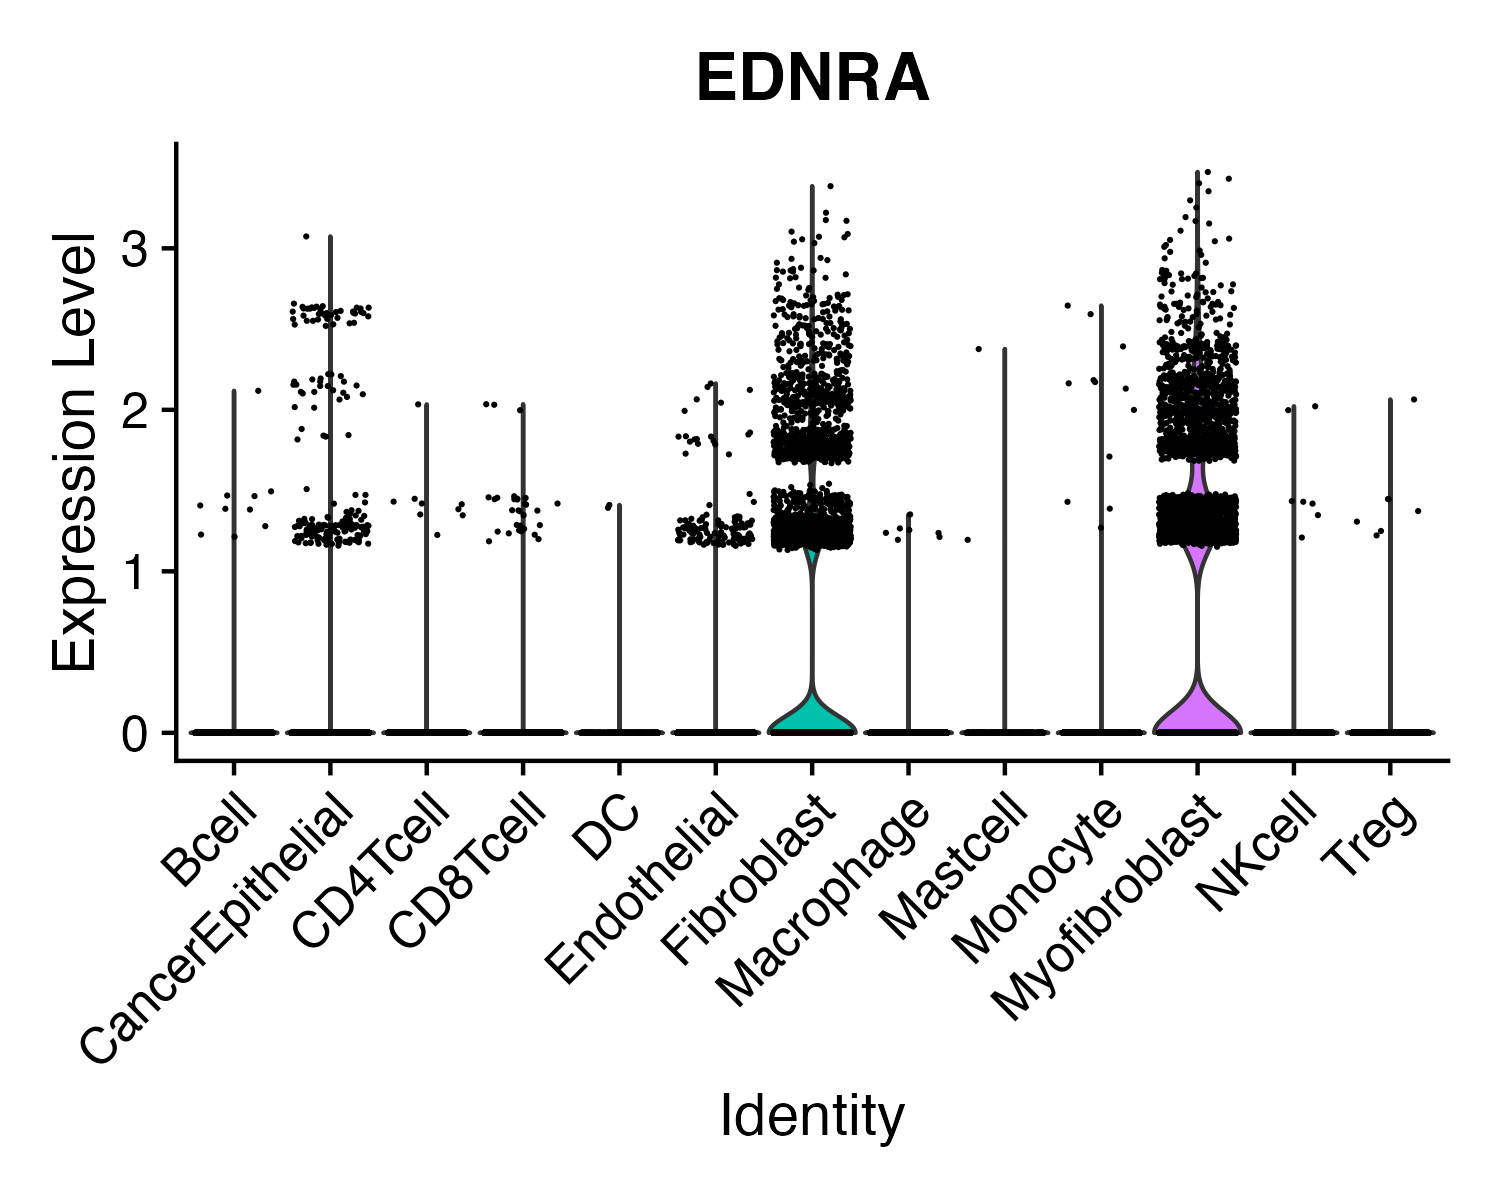 EDNRA
Expression Level
3
2
1
0
Bcell
CancerEpithelial
CD4Tcell
CD8Tcell
DC
Endothelial
Fibroblast
Macrophage
Mastcell
Monocyte
Myofibroblast
NKcell
Treg
Identity